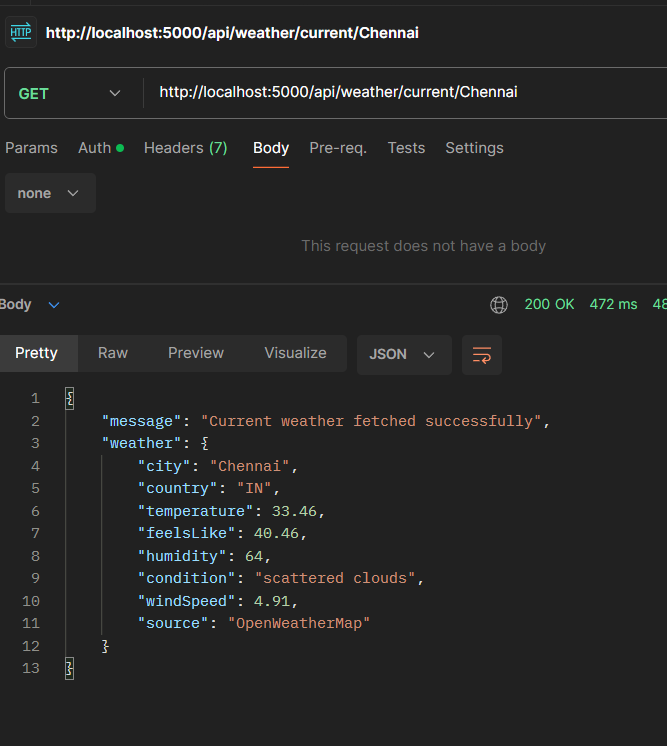 HTTP http://localhost:5000/api/weather/current/Chennai
GET http://localhost:5000/api/weather/current/Chennai
Params Auth Headers (7) Body Pre-req. Tests Settings
none
This request does not have a body
Body 200 OK 472 ms 48
Pretty Raw Preview Visualize JSON
1 {
2 "message": "Current weather fetched successfully",
3 "weather": {
4 "city": "Chennai",
5 "country": "IN",
6 "temperature": 33.46,
7 "feelsLike": 40.46,
8 "humidity": 64,
9 "condition": "scattered clouds",
10 "windSpeed": 4.91,
11 "source": "OpenWeatherMap"
12 }
13 }